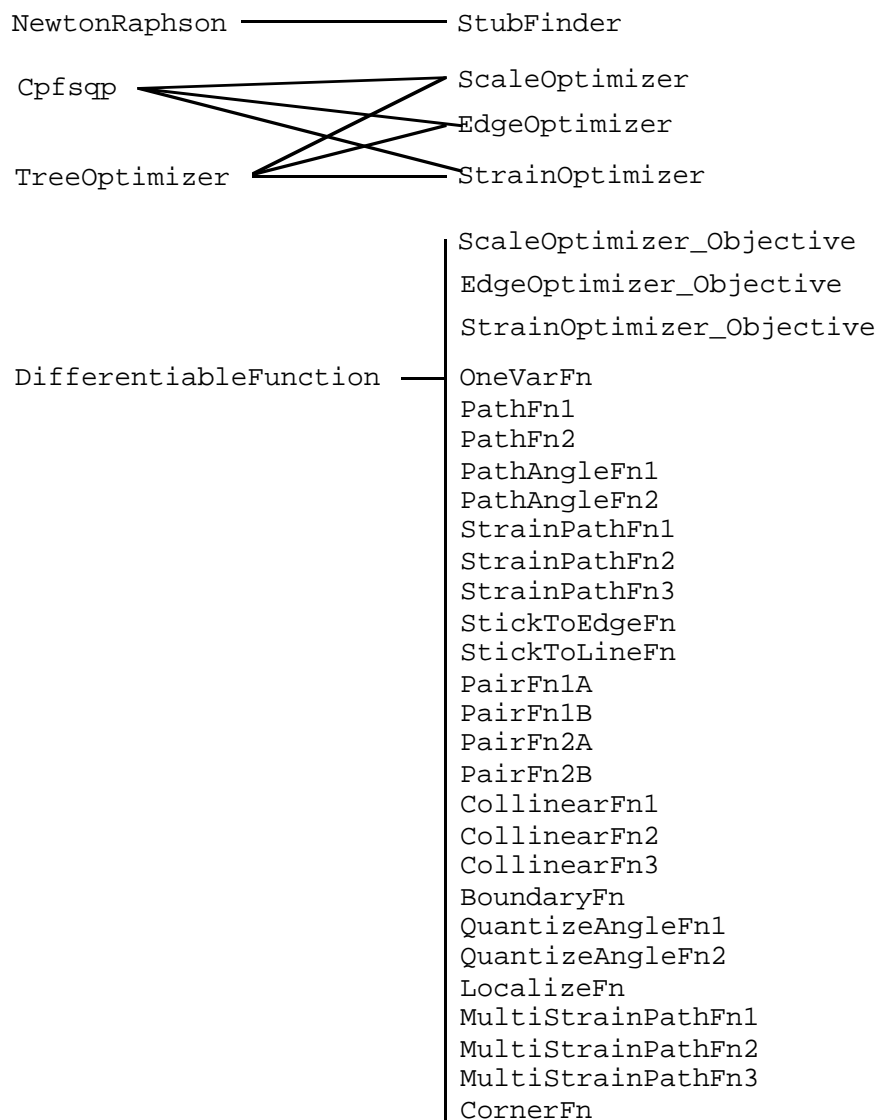 NewtonRaphson StubFinder
Cpfsqp ScaleOptimizer
EdgeOptimizer
TreeOptimizer StrainOptimizer
ScaleOptimizer_Objective
EdgeOptimizer_Objective
StrainOptimizer_Objective
DifferentiableFunction OneVarFn
PathFn1
PathFn2
PathAngleFn1
PathAngleFn2
StrainPathFn1
StrainPathFn2
StrainPathFn3
StickToEdgeFn
StickToLineFn
PairFn1A
PairFn1B
PairFn2A
PairFn2B
CollinearFn1
CollinearFn2
CollinearFn3
BoundaryFn
QuantizeAngleFn1
QuantizeAngleFn2
LocalizeFn
MultiStrainPathFn1
MultiStrainPathFn2
MultiStrainPathFn3
CornerFn